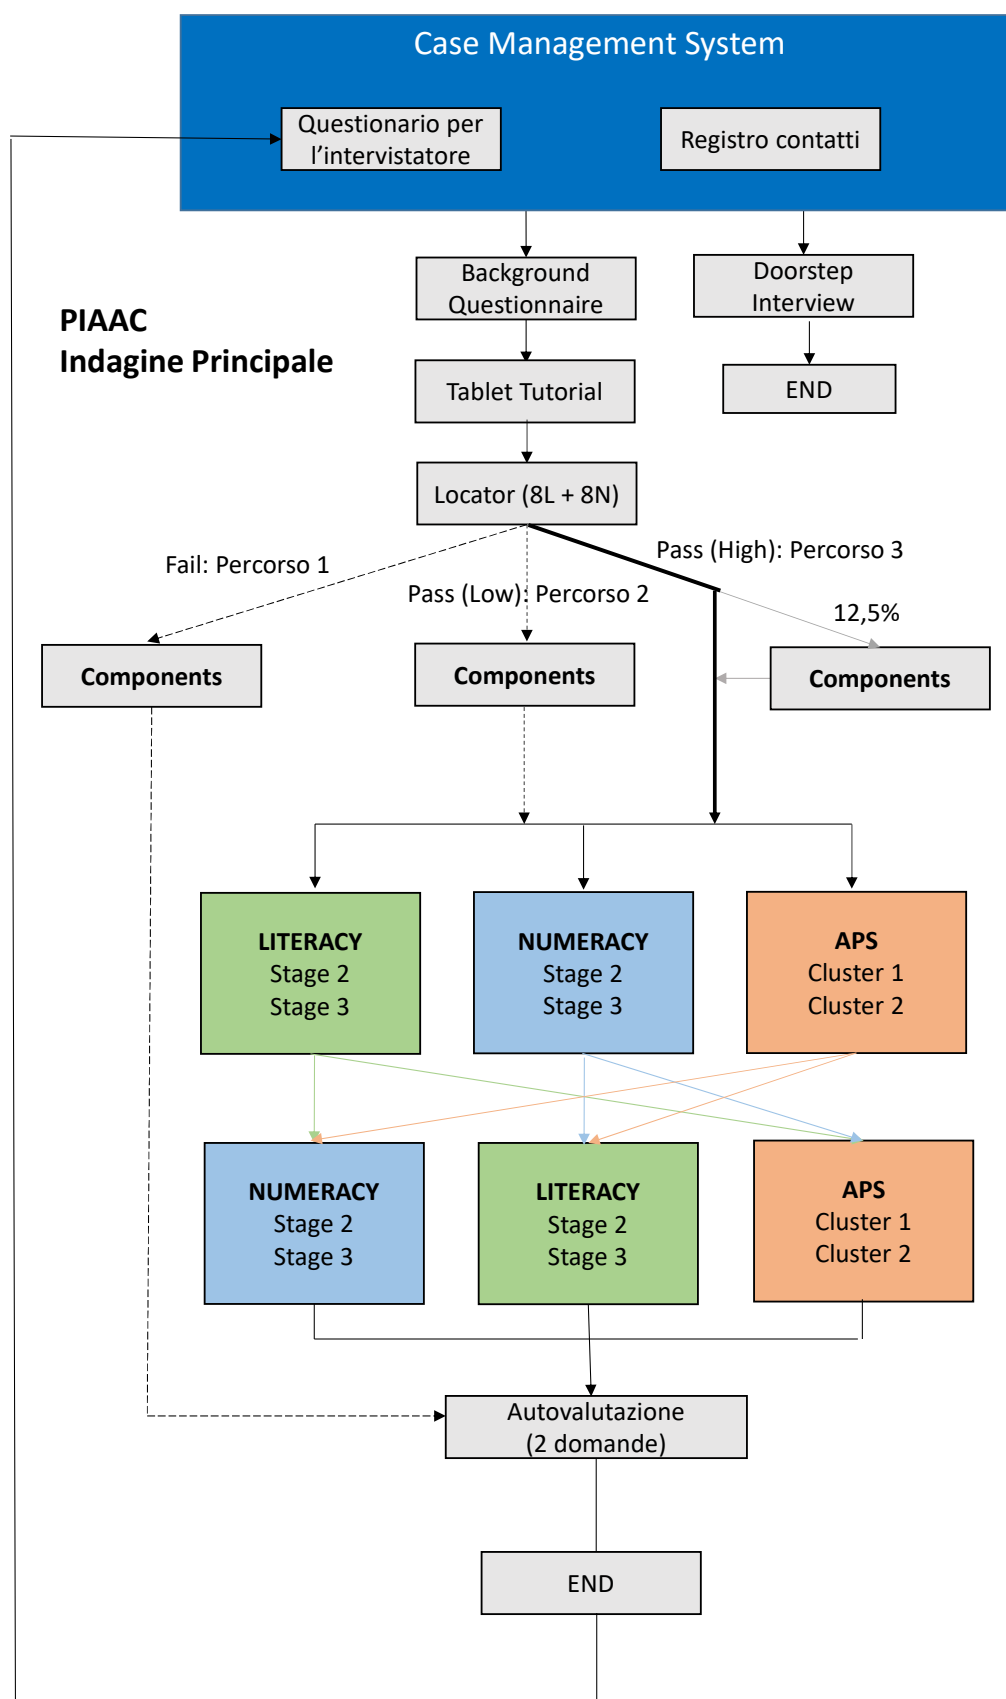 Case Management System
Questionario per
l'intervistatore
Registro contatti
Background
Questionnaire
Doorstep
Interview
PIAAC
Indagine Principale
Tablet Tutorial
END
Locator (8L + 8N)
Fail: Percorso 1
Pass (Low): Percorso 2
Pass (High): Percorso 3
12,5%
Components
Components
Components
LITERACY
Stage 2
Stage 3
NUMERACY
Stage 2
Stage 3
APS
Cluster 1
Cluster 2
NUMERACY
Stage 2
Stage 3
LITERACY
Stage 2
Stage 3
APS
Cluster 1
Cluster 2
Autovalutazione
(2 domande)
END